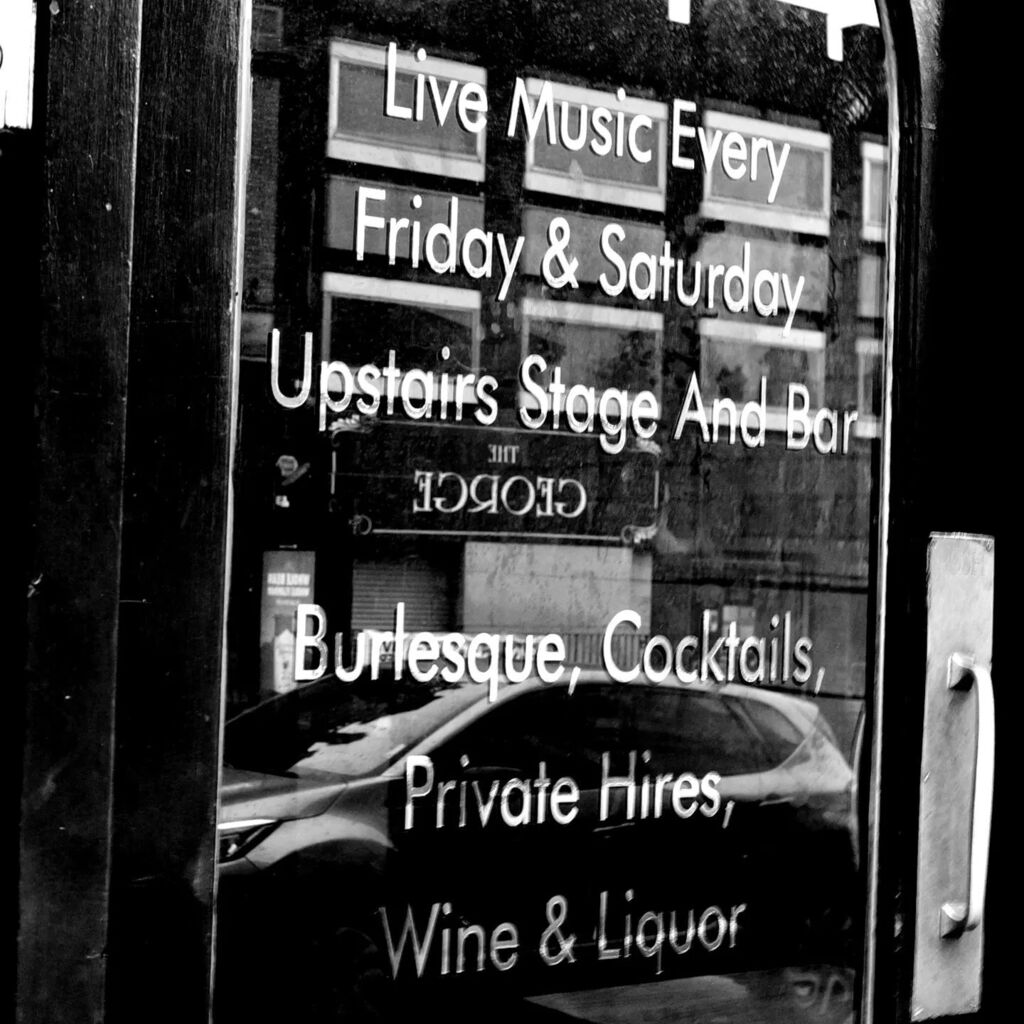 Live Music Every
Friday & Saturday
Upstairs Stage And Bar
THE
GEORGE
Burlesque, Cocktails,
Private Hires,
Wine & Liquor